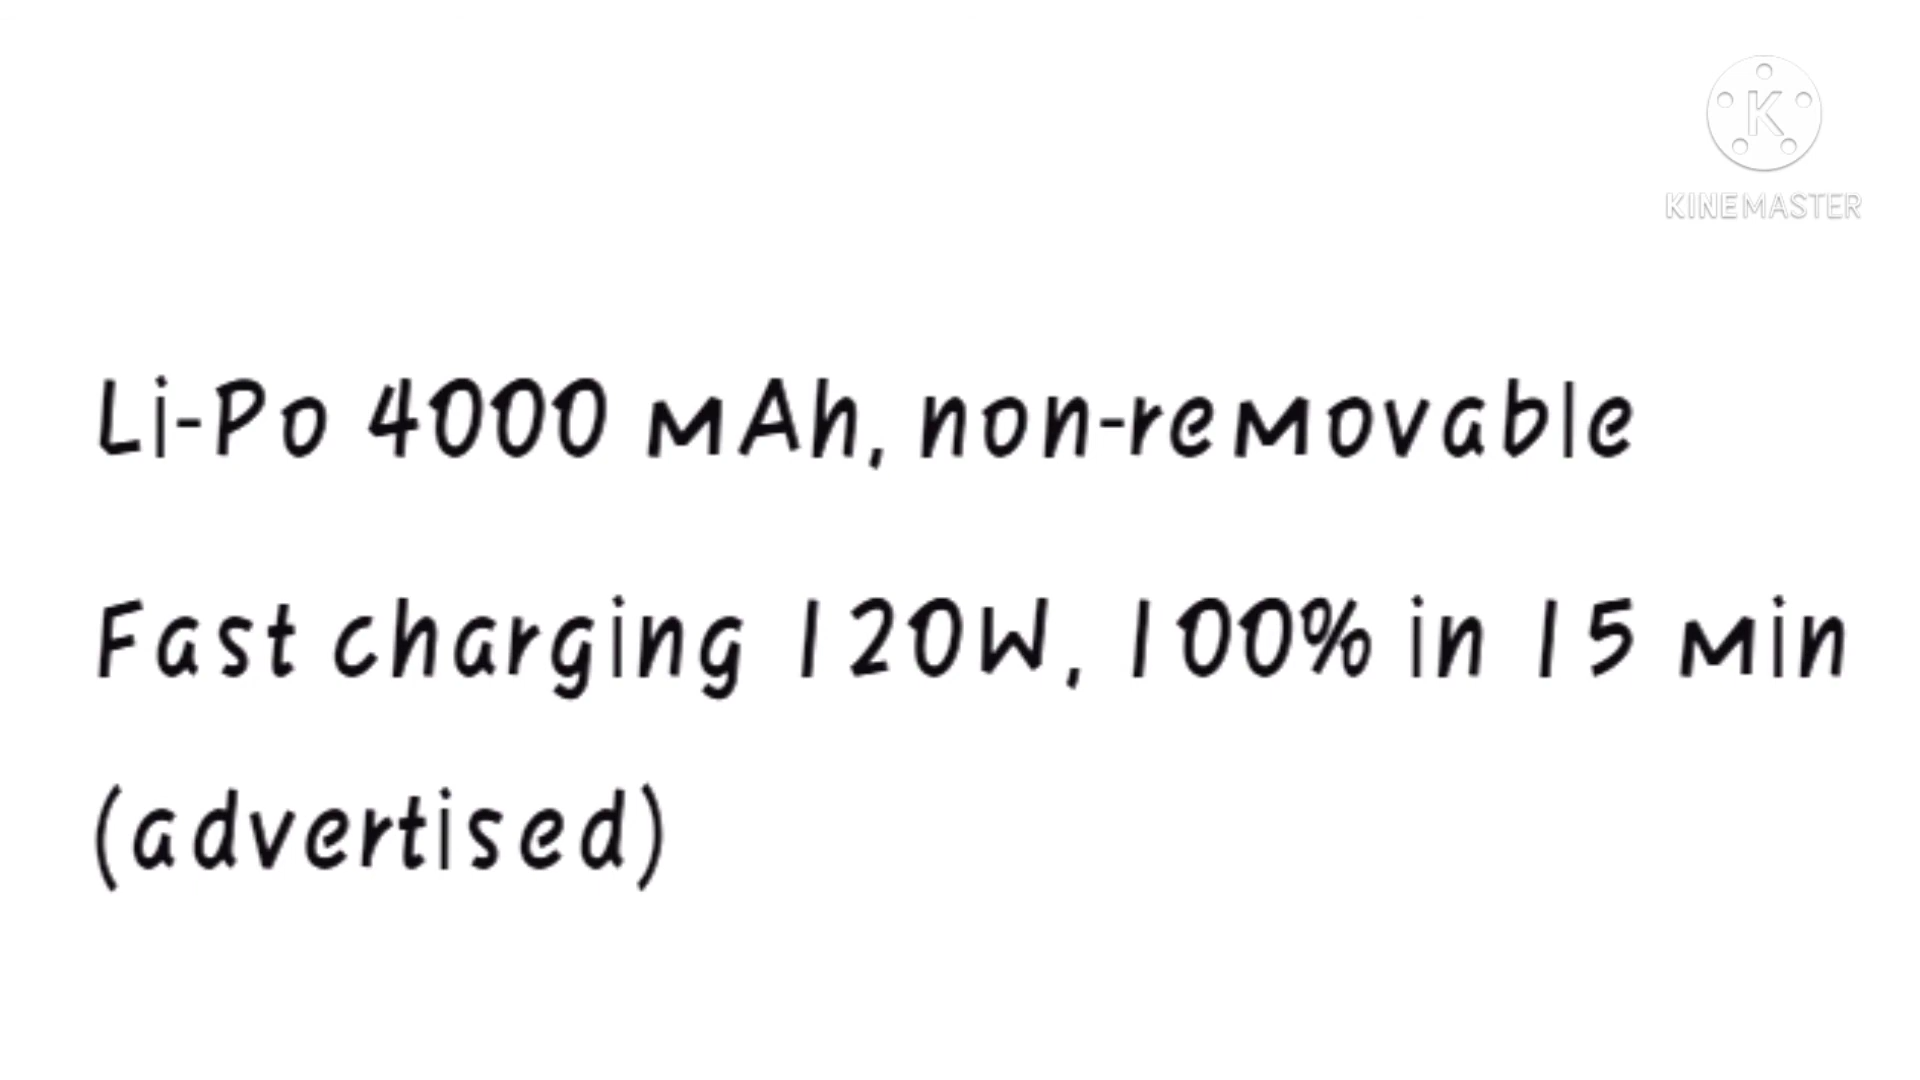 K
KINEMASTER
Li-Po 4000 mAh, non-removable
Fast charging 120W, 100% in 15 min
(advertised)